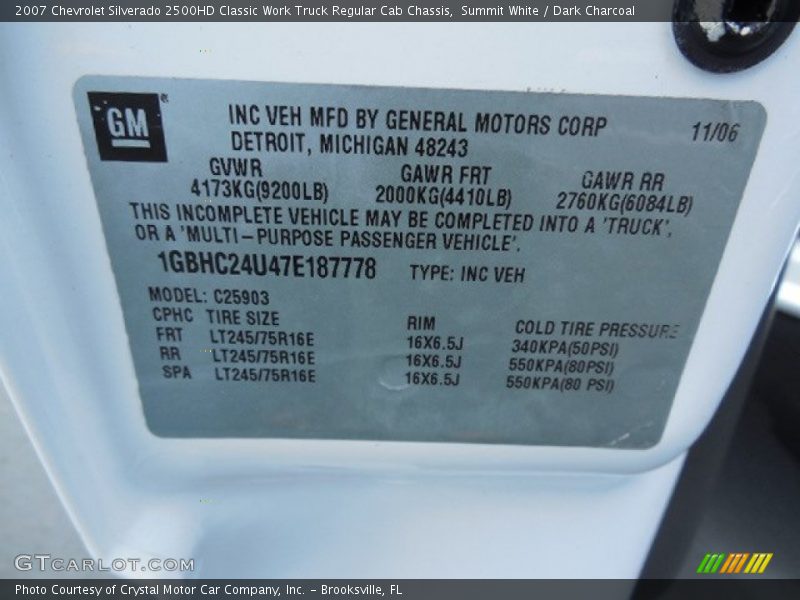 2007 Chevrolet Silverado 2500HD Classic Work Truck Regular Cab Chassis, Summit White / Dark Charcoal
GM®
INC VEH MFD BY GENERAL MOTORS CORP 11/06
DETROIT, MICHIGAN 48243
GVWR GAWR FRT GAWR RR
4173KG(9200LB) 2000KG(4410LB) 2760KG(6084LB)
THIS INCOMPLETE VEHICLE MAY BE COMPLETED INTO A 'TRUCK',
OR A 'MULTI-PURPOSE PASSENGER VEHICLE'.
1GBHC24U47E187778 TYPE: INC VEH
MODEL: C25903
CPHC TIRE SIZE RIM COLD TIRE PRESSURE
FRT LT245/75R16E 16X6.5J 340KPA(50PSI)
RR LT245/75R16E 16X6.5J 550KPA(80PSI)
SPA LT245/75R16E 16X6.5J 550KPA(80 PSI)
GTCarLot.com
Photo Courtesy of Crystal Motor Car Company, Inc. - Brooksville, FL